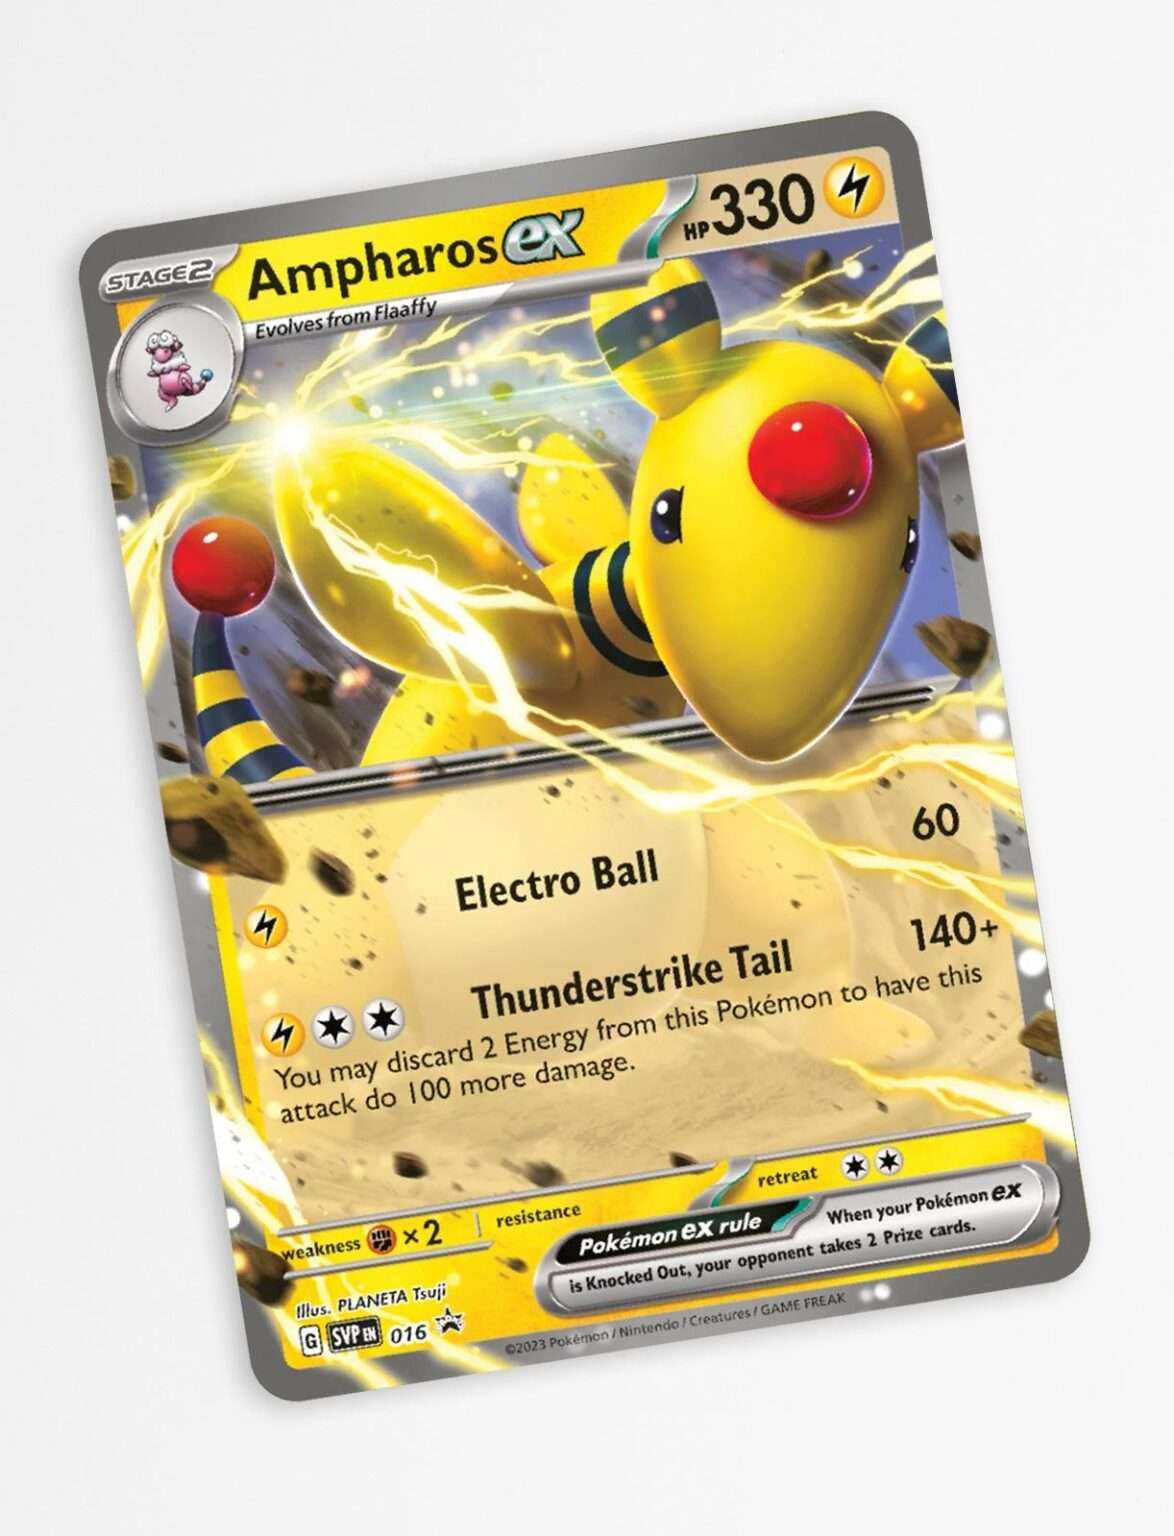 STAGE2
Ampharos ex
HP 330
Evolves from Flaaffy
Electro Ball 60
Thunderstrike Tail 140+
You may discard 2 Energy from this Pokémon to have this
attack do 100 more damage.
weakness ×2 resistance retreat
Pokémon ex rule When your Pokémon ex
is Knocked Out, your opponent takes 2 Prize cards.
Illus. PLANETA Tsuji
G SVP EN 016
©2023 Pokémon / Nintendo / Creatures / GAME FREAK